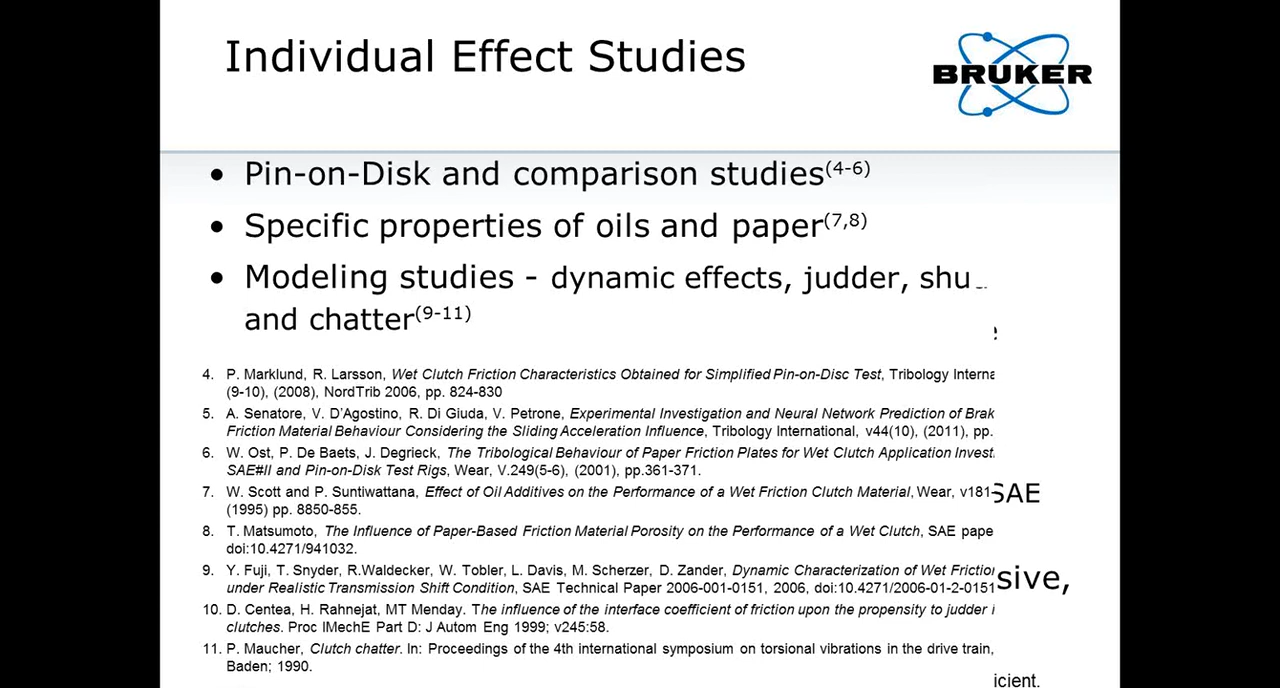 Individual Effect Studies
BRUKER
• Pin-on-Disk and comparison studies(4-6)
• Specific properties of oils and paper(7,8)
• Modeling studies - dynamic effects, judder, shu
and chatter(9-11)
4. P. Marklund, R. Larsson, Wet Clutch Friction Characteristics Obtained for Simplified Pin-on-Disc Test, Tribology Interna
(9-10), (2008), NordTrib 2006, pp. 824-830
5. A. Senatore, V. D'Agostino, R. Di Giuda, V. Petrone, Experimental Investigation and Neural Network Prediction of Brak
Friction Material Behaviour Considering the Sliding Acceleration Influence, Tribology International, v44(10), (2011), pp.
6. W. Ost, P. De Baets, J. Degrieck, The Tribological Behaviour of Paper Friction Plates for Wet Clutch Application Invest
SAE#II and Pin-on-Disk Test Rigs, Wear, V.249(5-6), (2001), pp.361-371.
7. W. Scott and P. Suntiwattana, Effect of Oil Additives on the Performance of a Wet Friction Clutch Material, Wear, v181-
SAE
(1995) pp. 8850-855.
8. T. Matsumoto, The Influence of Paper-Based Friction Material Porosity on the Performance of a Wet Clutch, SAE pape
doi:10.4271/941032.
9. Y. Fuji, T. Snyder, R.Waldecker, W. Tobler, L. Davis, M. Scherzer, D. Zander, Dynamic Characterization of Wet Friction
under Realistic Transmission Shift Condition, SAE Technical Paper 2006-001-0151, 2006, doi:10.4271/2006-01-2-0151
sive,
10. D. Centea, H. Rahnejat, MT Menday. The influence of the interface coefficient of friction upon the propensity to judder i
clutches. Proc IMechE Part D: J Autom Eng 1999; v245:58.
11. P. Maucher, Clutch chatter. In: Proceedings of the 4th international symposium on torsional vibrations in the drive train,
Baden; 1990.
icient.